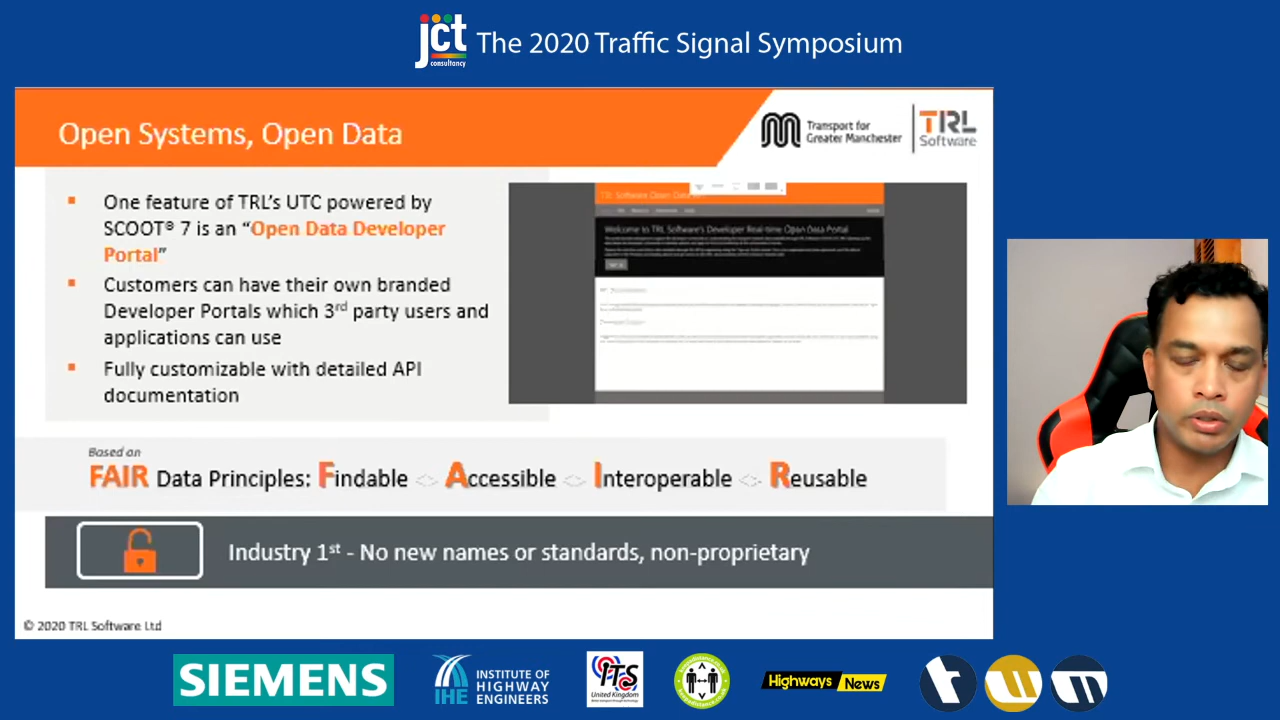 jct
consultancy
The 2020 Traffic Signal Symposium
Open Systems, Open Data
Transport for
Greater Manchester
TRL
Software
▪ One feature of TRL's UTC powered by
SCOOT® 7 is an “Open Data Developer
Portal”
▪ Customers can have their own branded
Developer Portals which 3rd party users and
applications can use
▪ Fully customizable with detailed API
documentation
TRL Software Open Data
Welcome to TRL Software's Developer Real-time Open Data Portal
Based on
FAIR Data Principles: Findable <> Accessible <> Interoperable <> Reusable
Industry 1st - No new names or standards, non-proprietary
© 2020 TRL Software Ltd
SIEMENS
IHE
INSTITUTE OF
HIGHWAY
ENGINEERS
ITS
United Kingdom
Highways News